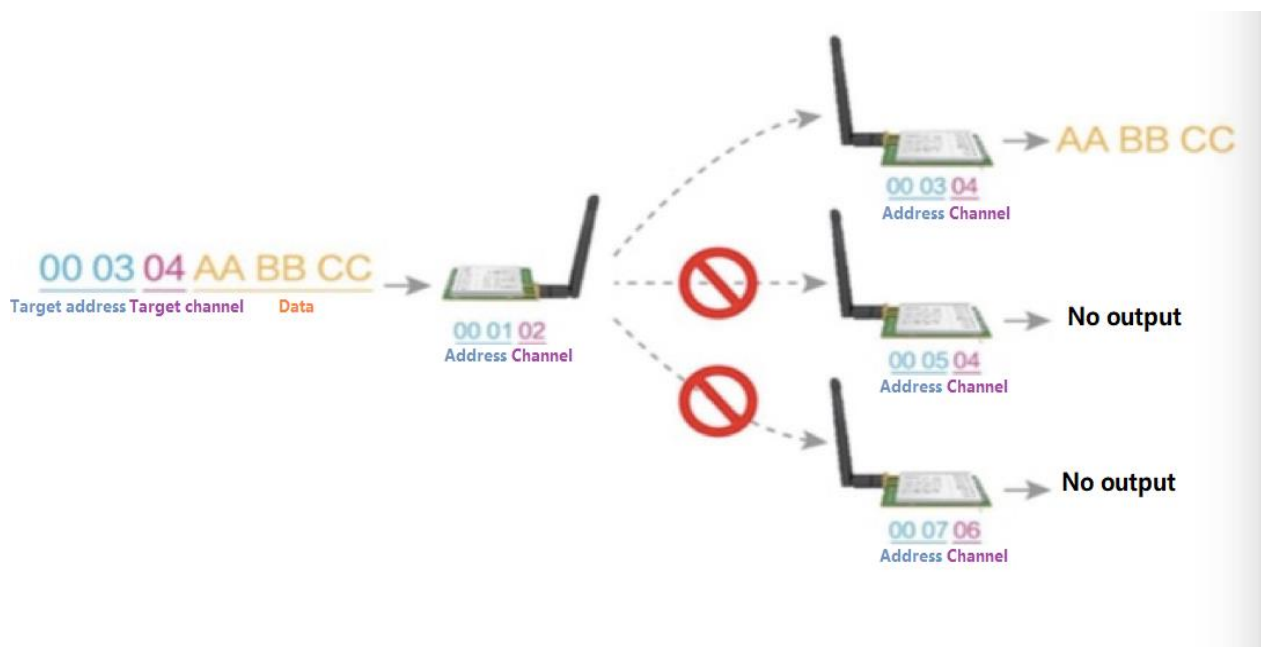 00 03 04 AA BB CC
Target address Target channel Data
00 01 02
Address Channel
AA BB CC
00 03 04
Address Channel
No output
00 05 04
Address Channel
No output
00 07 06
Address Channel